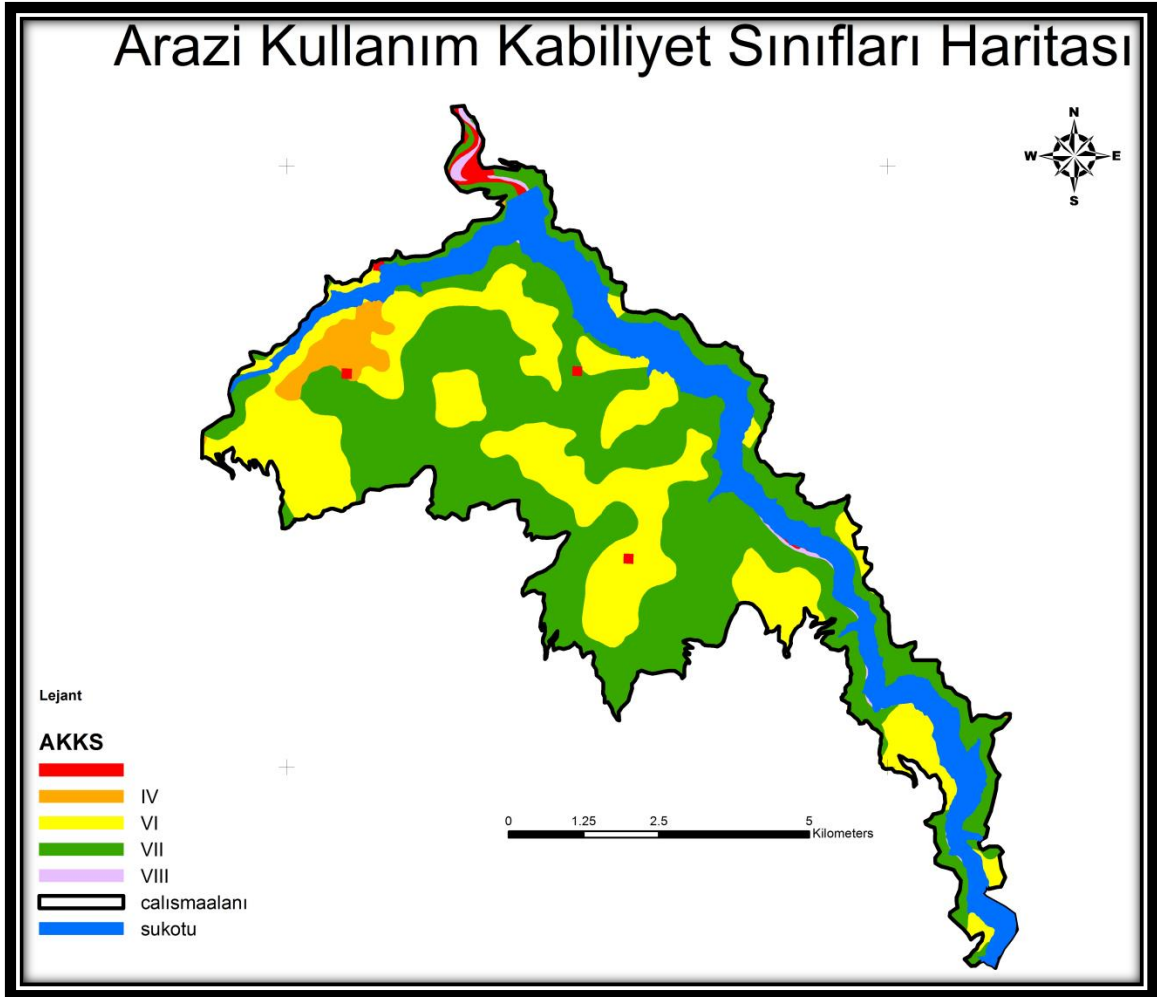 Arazi Kullanım Kabiliyet Sınıfları Haritası
N
W E
S
Lejant
AKKS
IV
VI
VII
VIII
calısmaalanı
sukotu
0 1.25 2.5 5
Kilometers